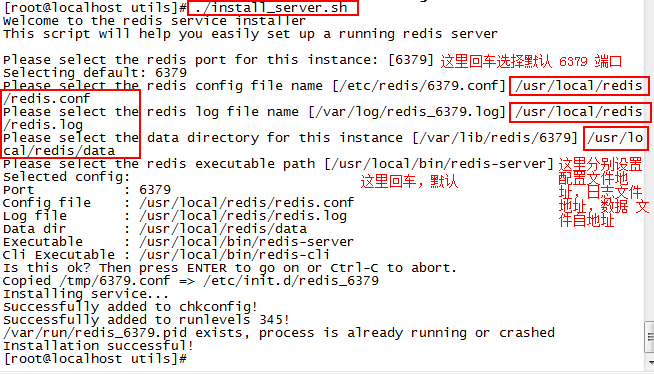 [root@localhost utils]# ./install_server.sh
Welcome to the redis service installer
This script will help you easily set up a running redis server
Please select the redis port for this instance: [6379] 这里回车选择默认 6379 端口
Selecting default: 6379
Please select the redis config file name [/etc/redis/6379.conf] /usr/local/redis
/redis.conf
Please select the redis log file name [/var/log/redis_6379.log] /usr/local/redis
/redis.log
Please select the data directory for this instance [/var/lib/redis/6379] /usr/lo
cal/redis/data
Please select the redis executable path [/usr/local/bin/redis-server]
这里分别设置
配置文件地
址，日志文件
地址，数据 文
件自地址
这里回车，默认
Selected config:
Port : 6379
Config file : /usr/local/redis/redis.conf
Log file : /usr/local/redis/redis.log
Data dir : /usr/local/redis/data
Executable : /usr/local/bin/redis-server
Cli Executable : /usr/local/bin/redis-cli
Is this ok? Then press ENTER to go on or Ctrl-C to abort.
Copied /tmp/6379.conf => /etc/init.d/redis_6379
Installing service...
Successfully added to chkconfig!
Successfully added to runlevels 345!
/var/run/redis_6379.pid exists, process is already running or crashed
Installation successful!
[root@localhost utils]#